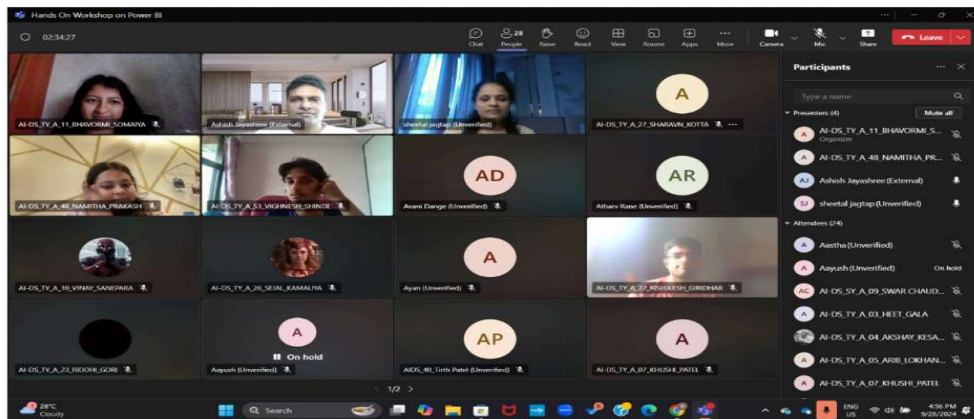 Hands On Workshop on Power BI
02:34:27
Chat
28
People
Raise
React
View
Rooms
Apps
More
Camera
Mic
Share
Leave
AI-DS_TY_A_11_BHAVORMI_SOMAIYA
Ashish Jayashree (External)
sheetal jagtap (Unverified)
A
AI-DS_TY_A_27_SHARAVN_KOTTA
AI-DS_TY_A_48_NAMITHA_PRAKASH
AI-DS_TY_A_53_VIGHNESH_SHINDE
AD
Avani Dange (Unverified)
AR
Atharv Rane (Unverified)
AI-DS_TY_A_10_VINAY_SANEPARA
AI-DS_TY_A_26_SEJAL_KAMALIYA
A
Ayan (Unverified)
AI-DS_TY_A_22_RISHIKESH_GIRIDHAR
AI-DS_TY_A_23_RIDDHI_GORI
A
On hold
Aayush (Unverified)
AP
AIDS_40_Tirth Patel (Unverified)
A
AI-DS_TY_A_07_KHUSHI_PATEL
1/2
Participants
Type a name
Presenters (4)
Mute all
A
AI-DS_TY_A_11_BHAVORMI_S...
Organizer
A
AI-DS_TY_A_48_NAMITHA_PR...
AJ
Ashish Jayashree (External)
SJ
sheetal jagtap (Unverified)
Attendees (24)
A
Aastha (Unverified)
A
Aayush (Unverified)
On hold
AC
AI-DS_SY_A_09_SWAR CHAUD...
A
AI-DS_TY_A_03_HEET_GALA
AI-DS_TY_A_04_AKSHAY_KESA...
A
AI-DS_TY_A_05_ARIB_LOKHAN...
A
AI-DS_TY_A_07_KHUSHI_PATEL
28°C
Cloudy
Search
ENG
US
4:56 PM
9/28/2024